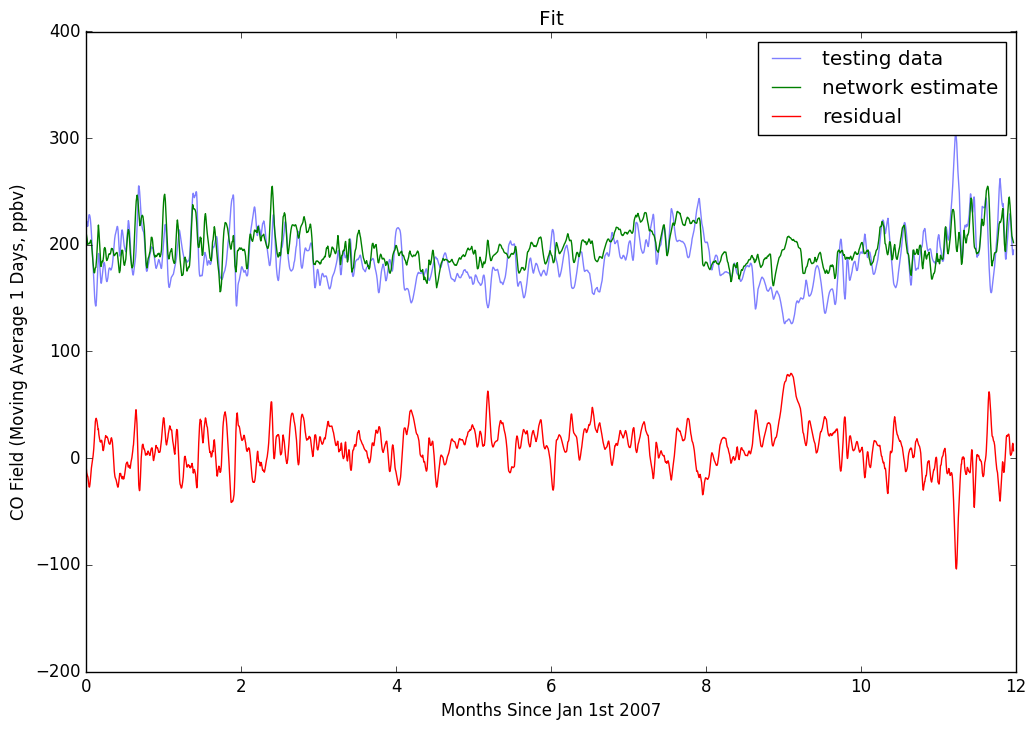 Fit
400
300
200
100
0
−100
−200
CO Field (Moving Average 1 Days, ppbv)
testing data
network estimate
residual
0 2 4 6 8 10 12
Months Since Jan 1st 2007